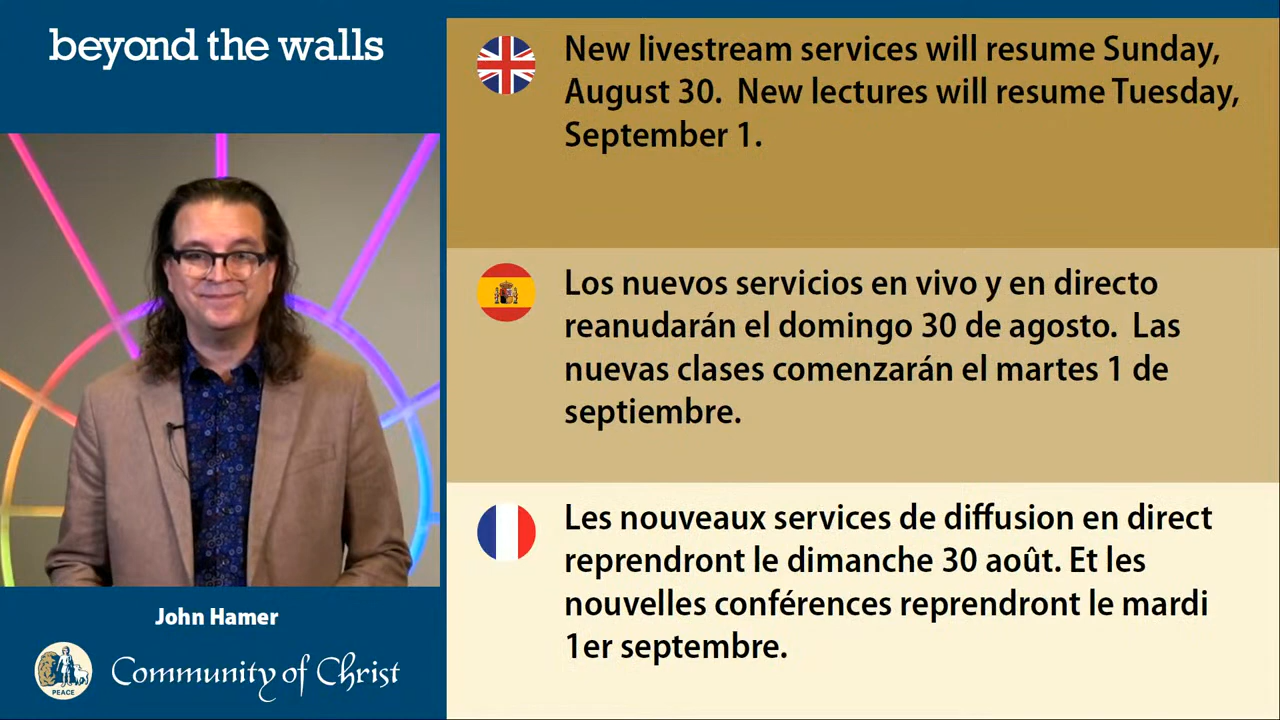 beyond the walls
John Hamer
PEACE
Community of Christ
New livestream services will resume Sunday,
August 30.  New lectures will resume Tuesday,
September 1.
Los nuevos servicios en vivo y en directo
reanudarán el domingo 30 de agosto.  Las
nuevas clases comenzarán el martes 1 de
septiembre.
Les nouveaux services de diffusion en direct
reprendront le dimanche 30 août. Et les
nouvelles conférences reprendront le mardi
1er septembre.